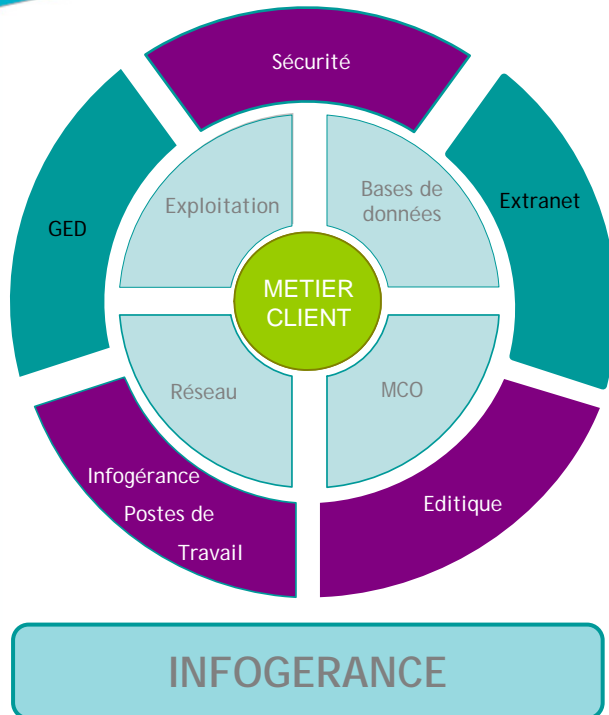 Sécurité
GED
Exploitation
Bases de
données
Extranet
METIER
CLIENT
Réseau
MCO
Infogérance
Postes de
Travail
Editique
INFOGERANCE